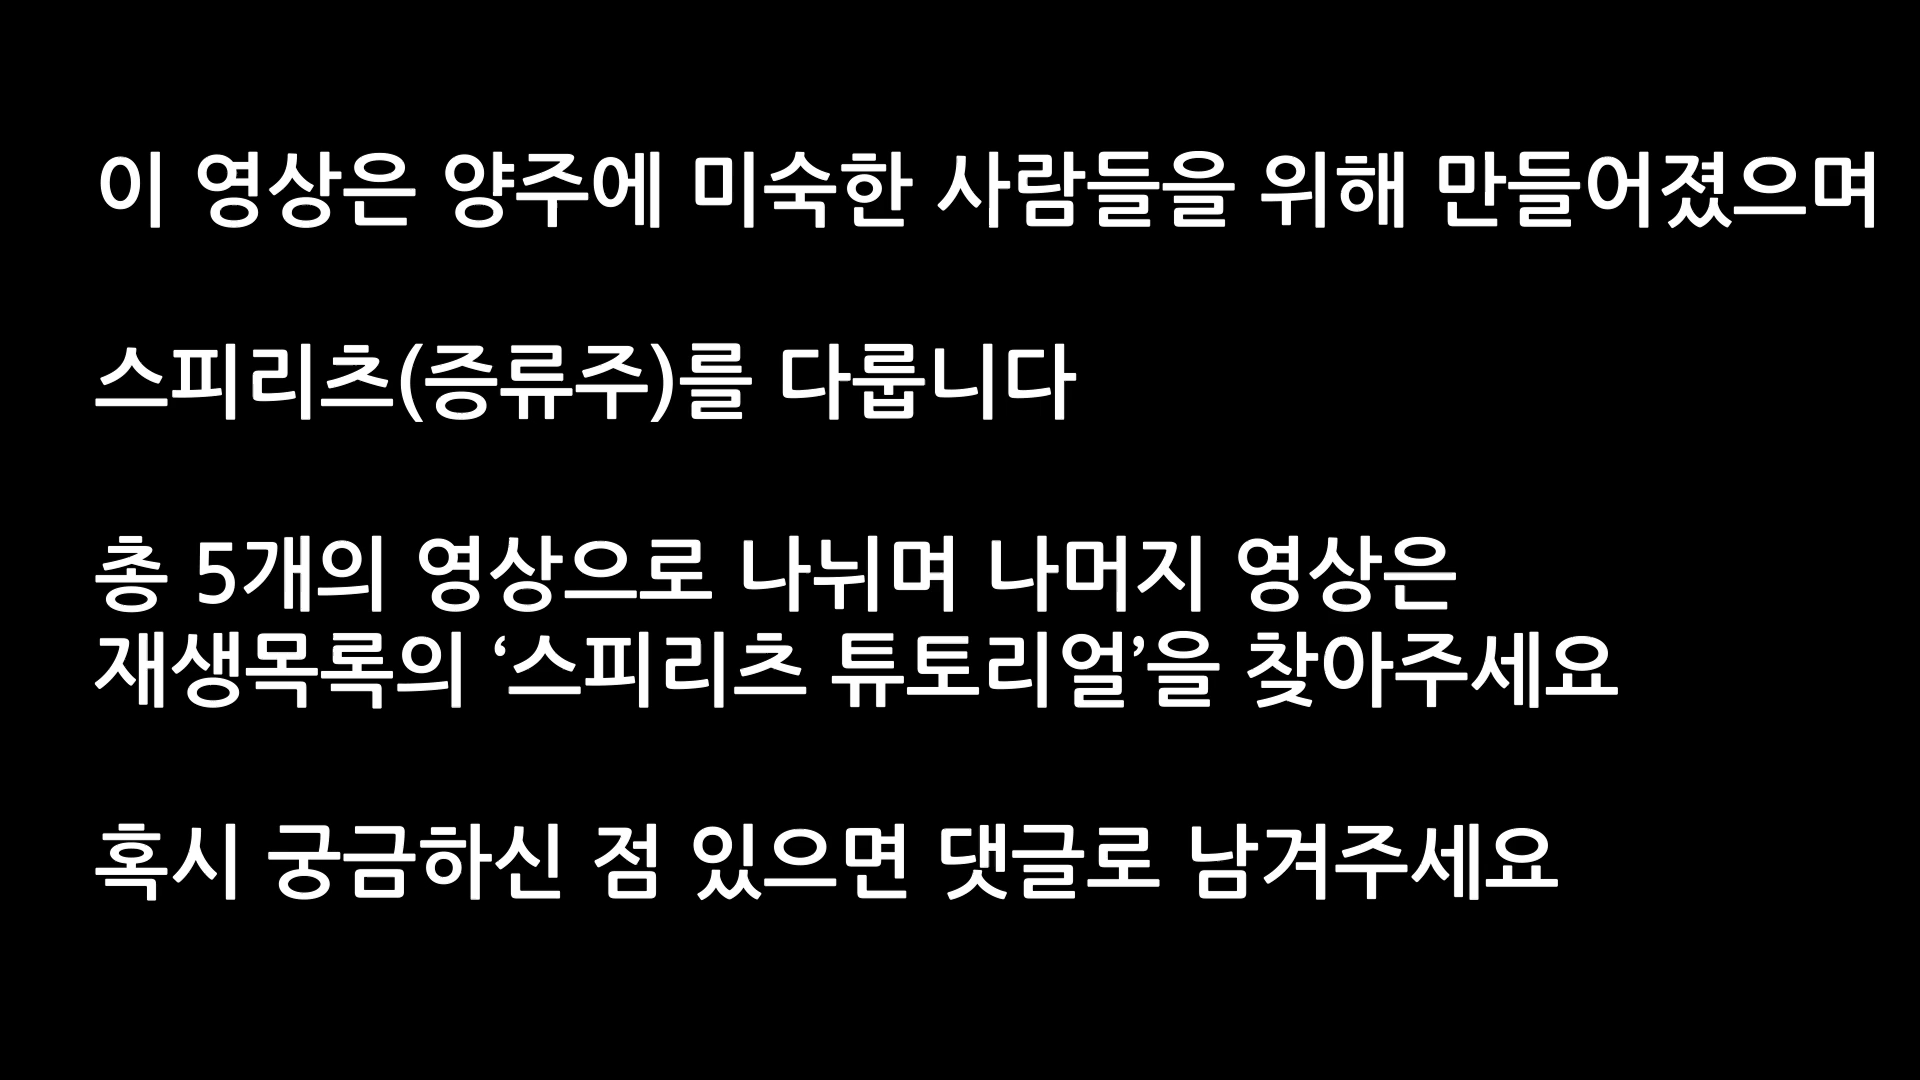 이 영상은 양주에 미숙한 사람들을 위해 만들어졌으며
스피리츠(증류주)를 다룹니다
총 5개의 영상으로 나뉘며 나머지 영상은
재생목록의 ‘스피리츠 튜토리얼’을 찾아주세요
혹시 궁금하신 점 있으면 댓글로 남겨주세요